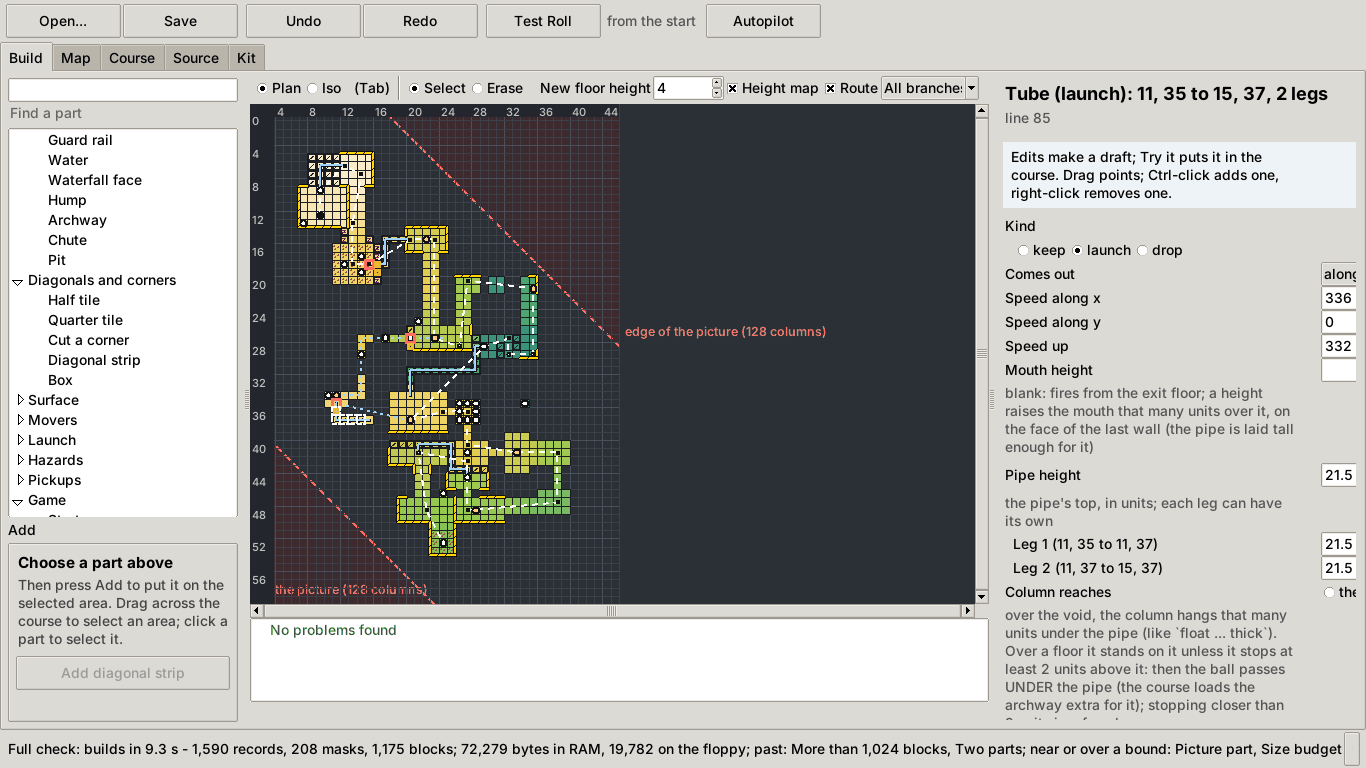 Open... Save Undo Redo Test Roll from the start Autopilot
Build Map Course Source Kit
Find a part
Guard rail
Water
Waterfall face
Hump
Archway
Chute
Pit
Diagonals and corners
Half tile
Quarter tile
Cut a corner
Diagonal strip
Box
Surface
Movers
Launch
Hazards
Pickups
Game
Add
Choose a part above
Then press Add to put it on the
selected area. Drag across the
course to select an area; click a
part to select it.
Add diagonal strip
Plan Iso (Tab) Select Erase New floor height 4 Height map Route All branche
4 8 12 16 20 24 28 32 36 40 44
0
4
8
12
16
20
24
28
32
36
40
44
48
52
56
edge of the picture (128 columns)
the picture (128 columns)
No problems found
Tube (launch): 11, 35 to 15, 37, 2 legs
line 85
Edits make a draft; Try it puts it in the
course. Drag points; Ctrl-click adds one,
right-click removes one.
Kind
keep launch drop
Comes out along
Speed along x 336
Speed along y 0
Speed up 332
Mouth height
blank: fires from the exit floor; a height
raises the mouth that many units over it, on
the face of the last wall (the pipe is laid tall
enough for it)
Pipe height 21.5
the pipe's top, in units; each leg can have
its own
Leg 1 (11, 35 to 11, 37) 21.5
Leg 2 (11, 37 to 15, 37) 21.5
Column reaches the
over the void, the column hangs that many
units under the pipe (like `float ... thick`).
Over a floor it stands on it unless it stops at
least 2 units above it: then the ball passes
UNDER the pipe (the course loads the
archway extra for it); stopping closer than
Full check: builds in 9.3 s - 1,590 records, 208 masks, 1,175 blocks; 72,279 bytes in RAM, 19,782 on the floppy; past: More than 1,024 blocks, Two parts; near or over a bound: Picture part, Size budget